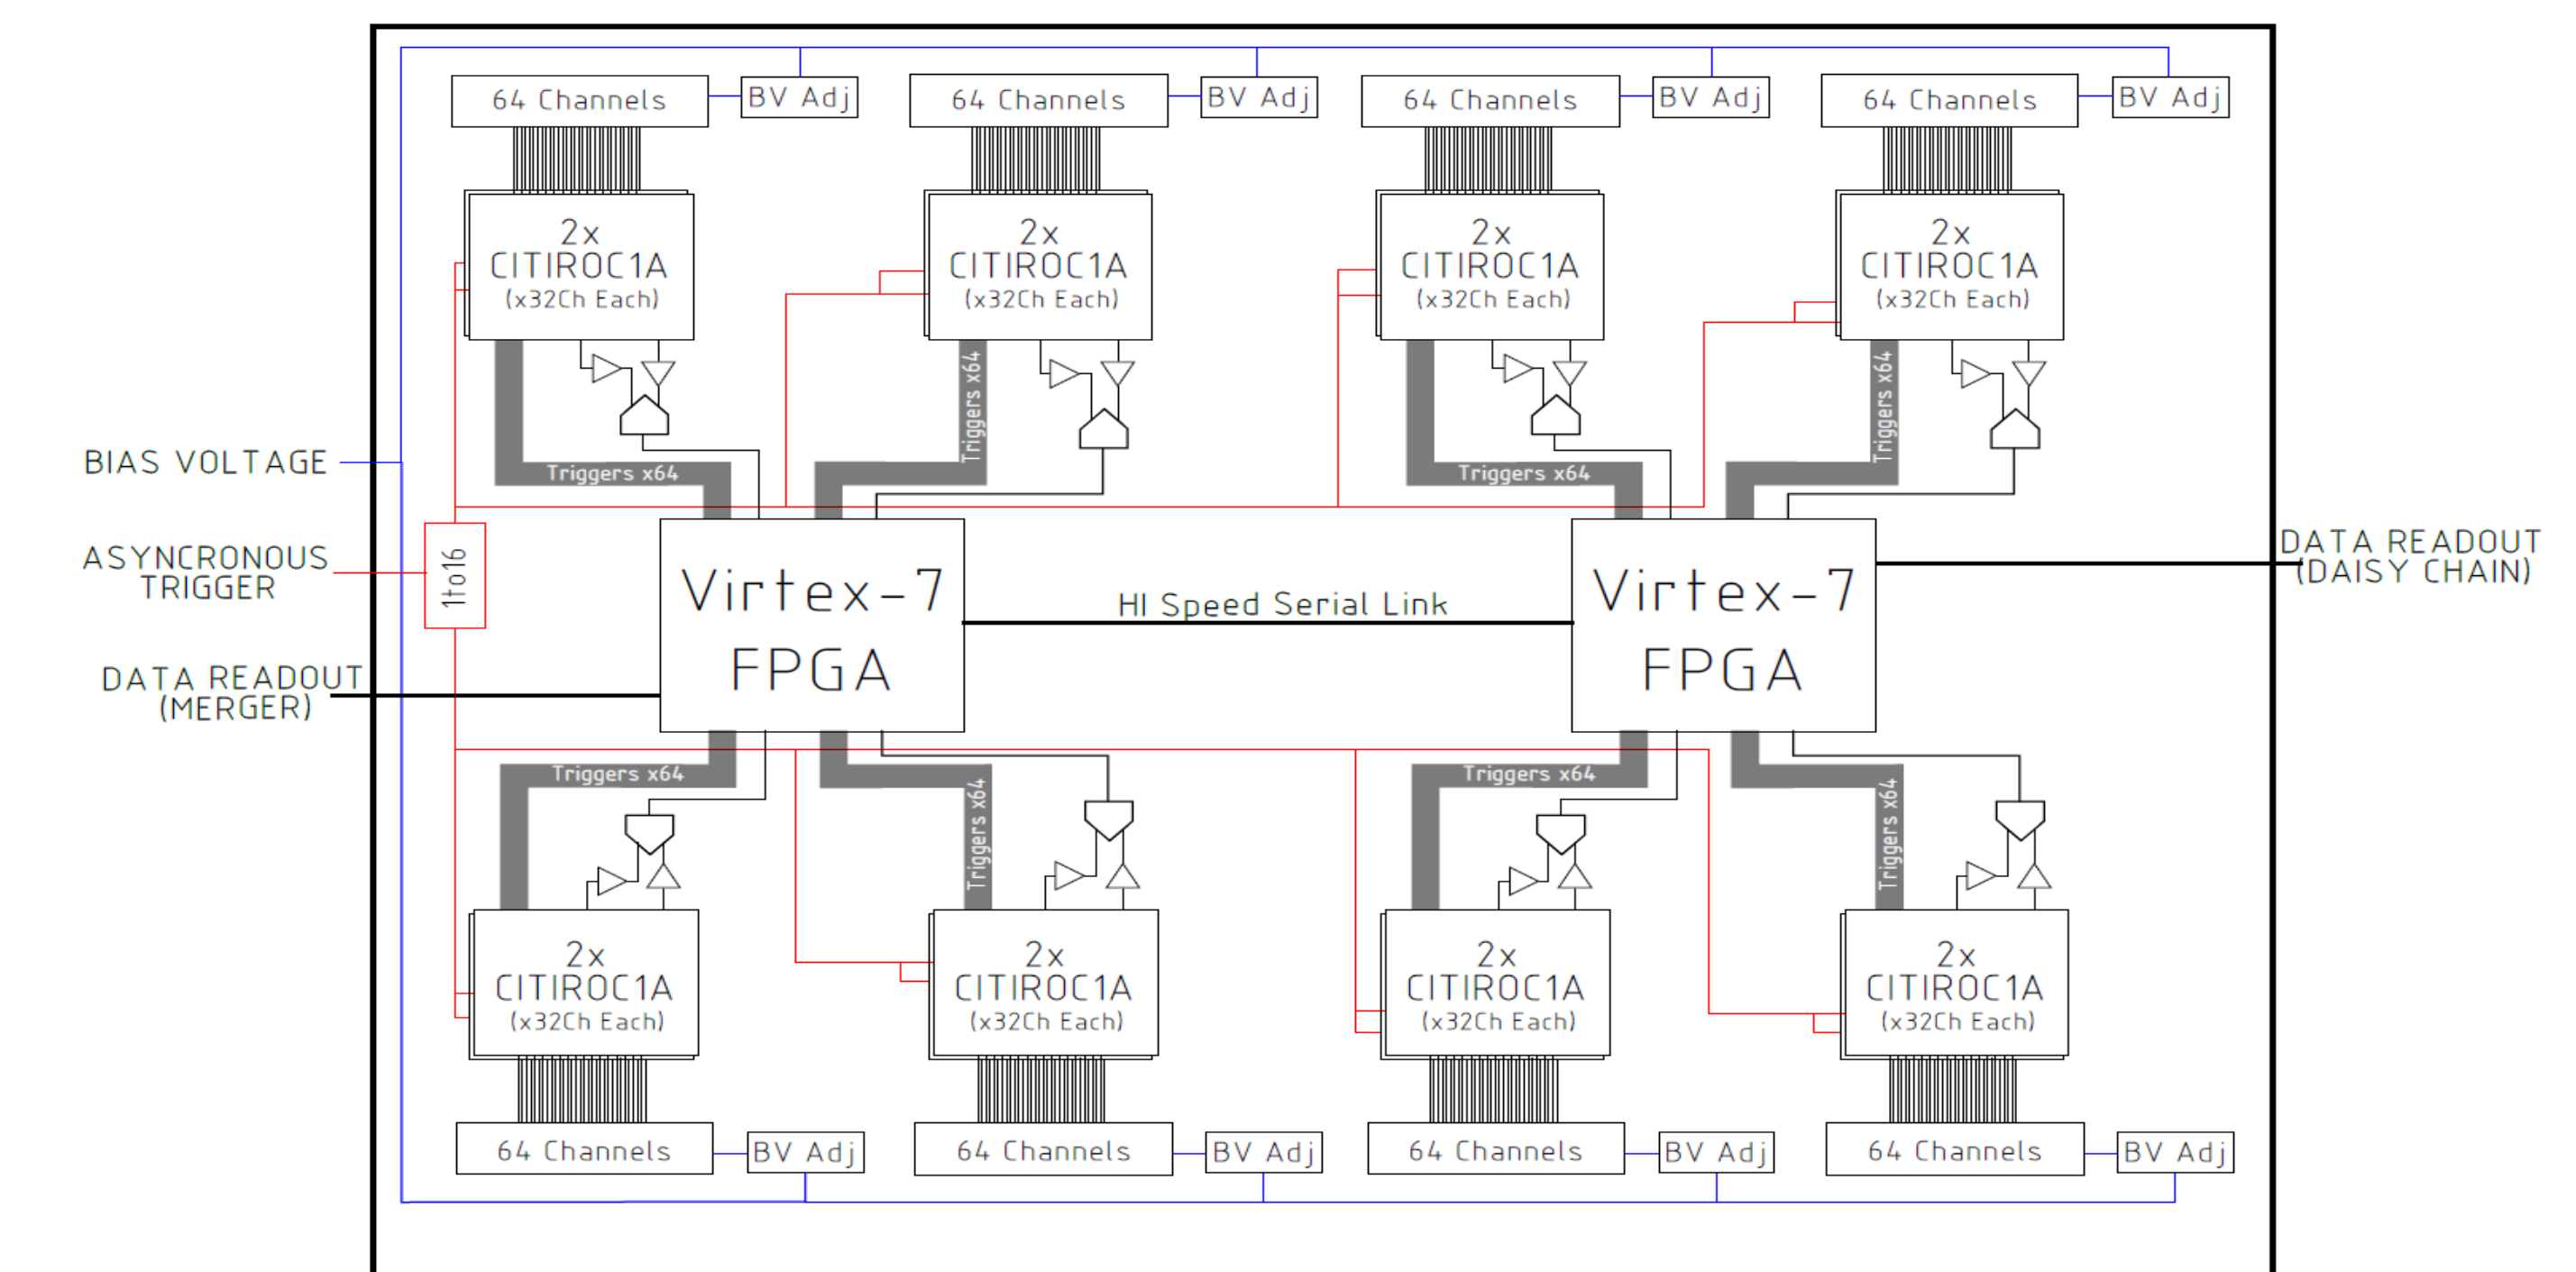 64 Channels
BV Adj
64 Channels
BV Adj
64 Channels
BV Adj
64 Channels
BV Adj
2x
CITIROC1A
(x32Ch Each)
2x
CITIROC1A
(x32Ch Each)
2x
CITIROC1A
(x32Ch Each)
2x
CITIROC1A
(x32Ch Each)
Triggers x64
Triggers x64
Triggers x64
Triggers x64
BIAS VOLTAGE
ASYNCRONOUS
TRIGGER
1to16
DATA READOUT
(MERGER)
Virtex-7
FPGA
HI Speed Serial Link
Virtex-7
FPGA
DATA READOUT
(DAISY CHAIN)
Triggers x64
Triggers x64
Triggers x64
Triggers x64
2x
CITIROC1A
(x32Ch Each)
2x
CITIROC1A
(x32Ch Each)
2x
CITIROC1A
(x32Ch Each)
2x
CITIROC1A
(x32Ch Each)
64 Channels
BV Adj
64 Channels
BV Adj
64 Channels
BV Adj
64 Channels
BV Adj